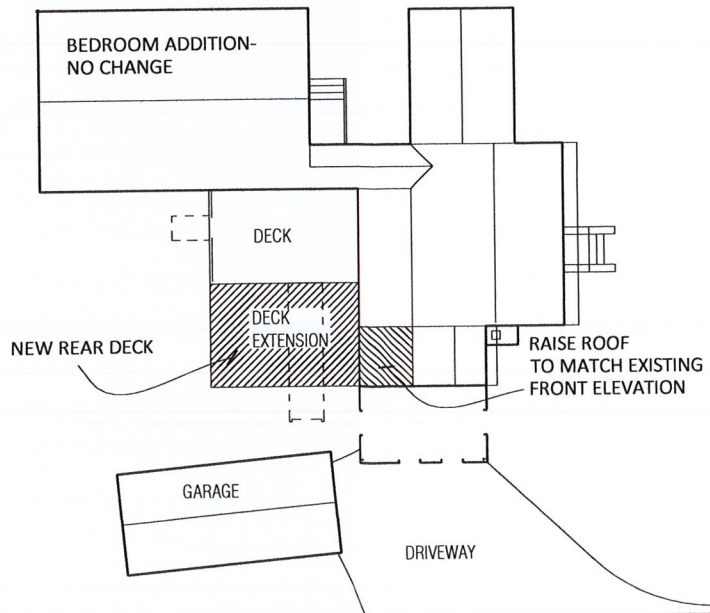 BEDROOM ADDITION-
NO CHANGE
DECK
DECK
EXTENSION
NEW REAR DECK
RAISE ROOF
TO MATCH EXISTING
FRONT ELEVATION
GARAGE
DRIVEWAY